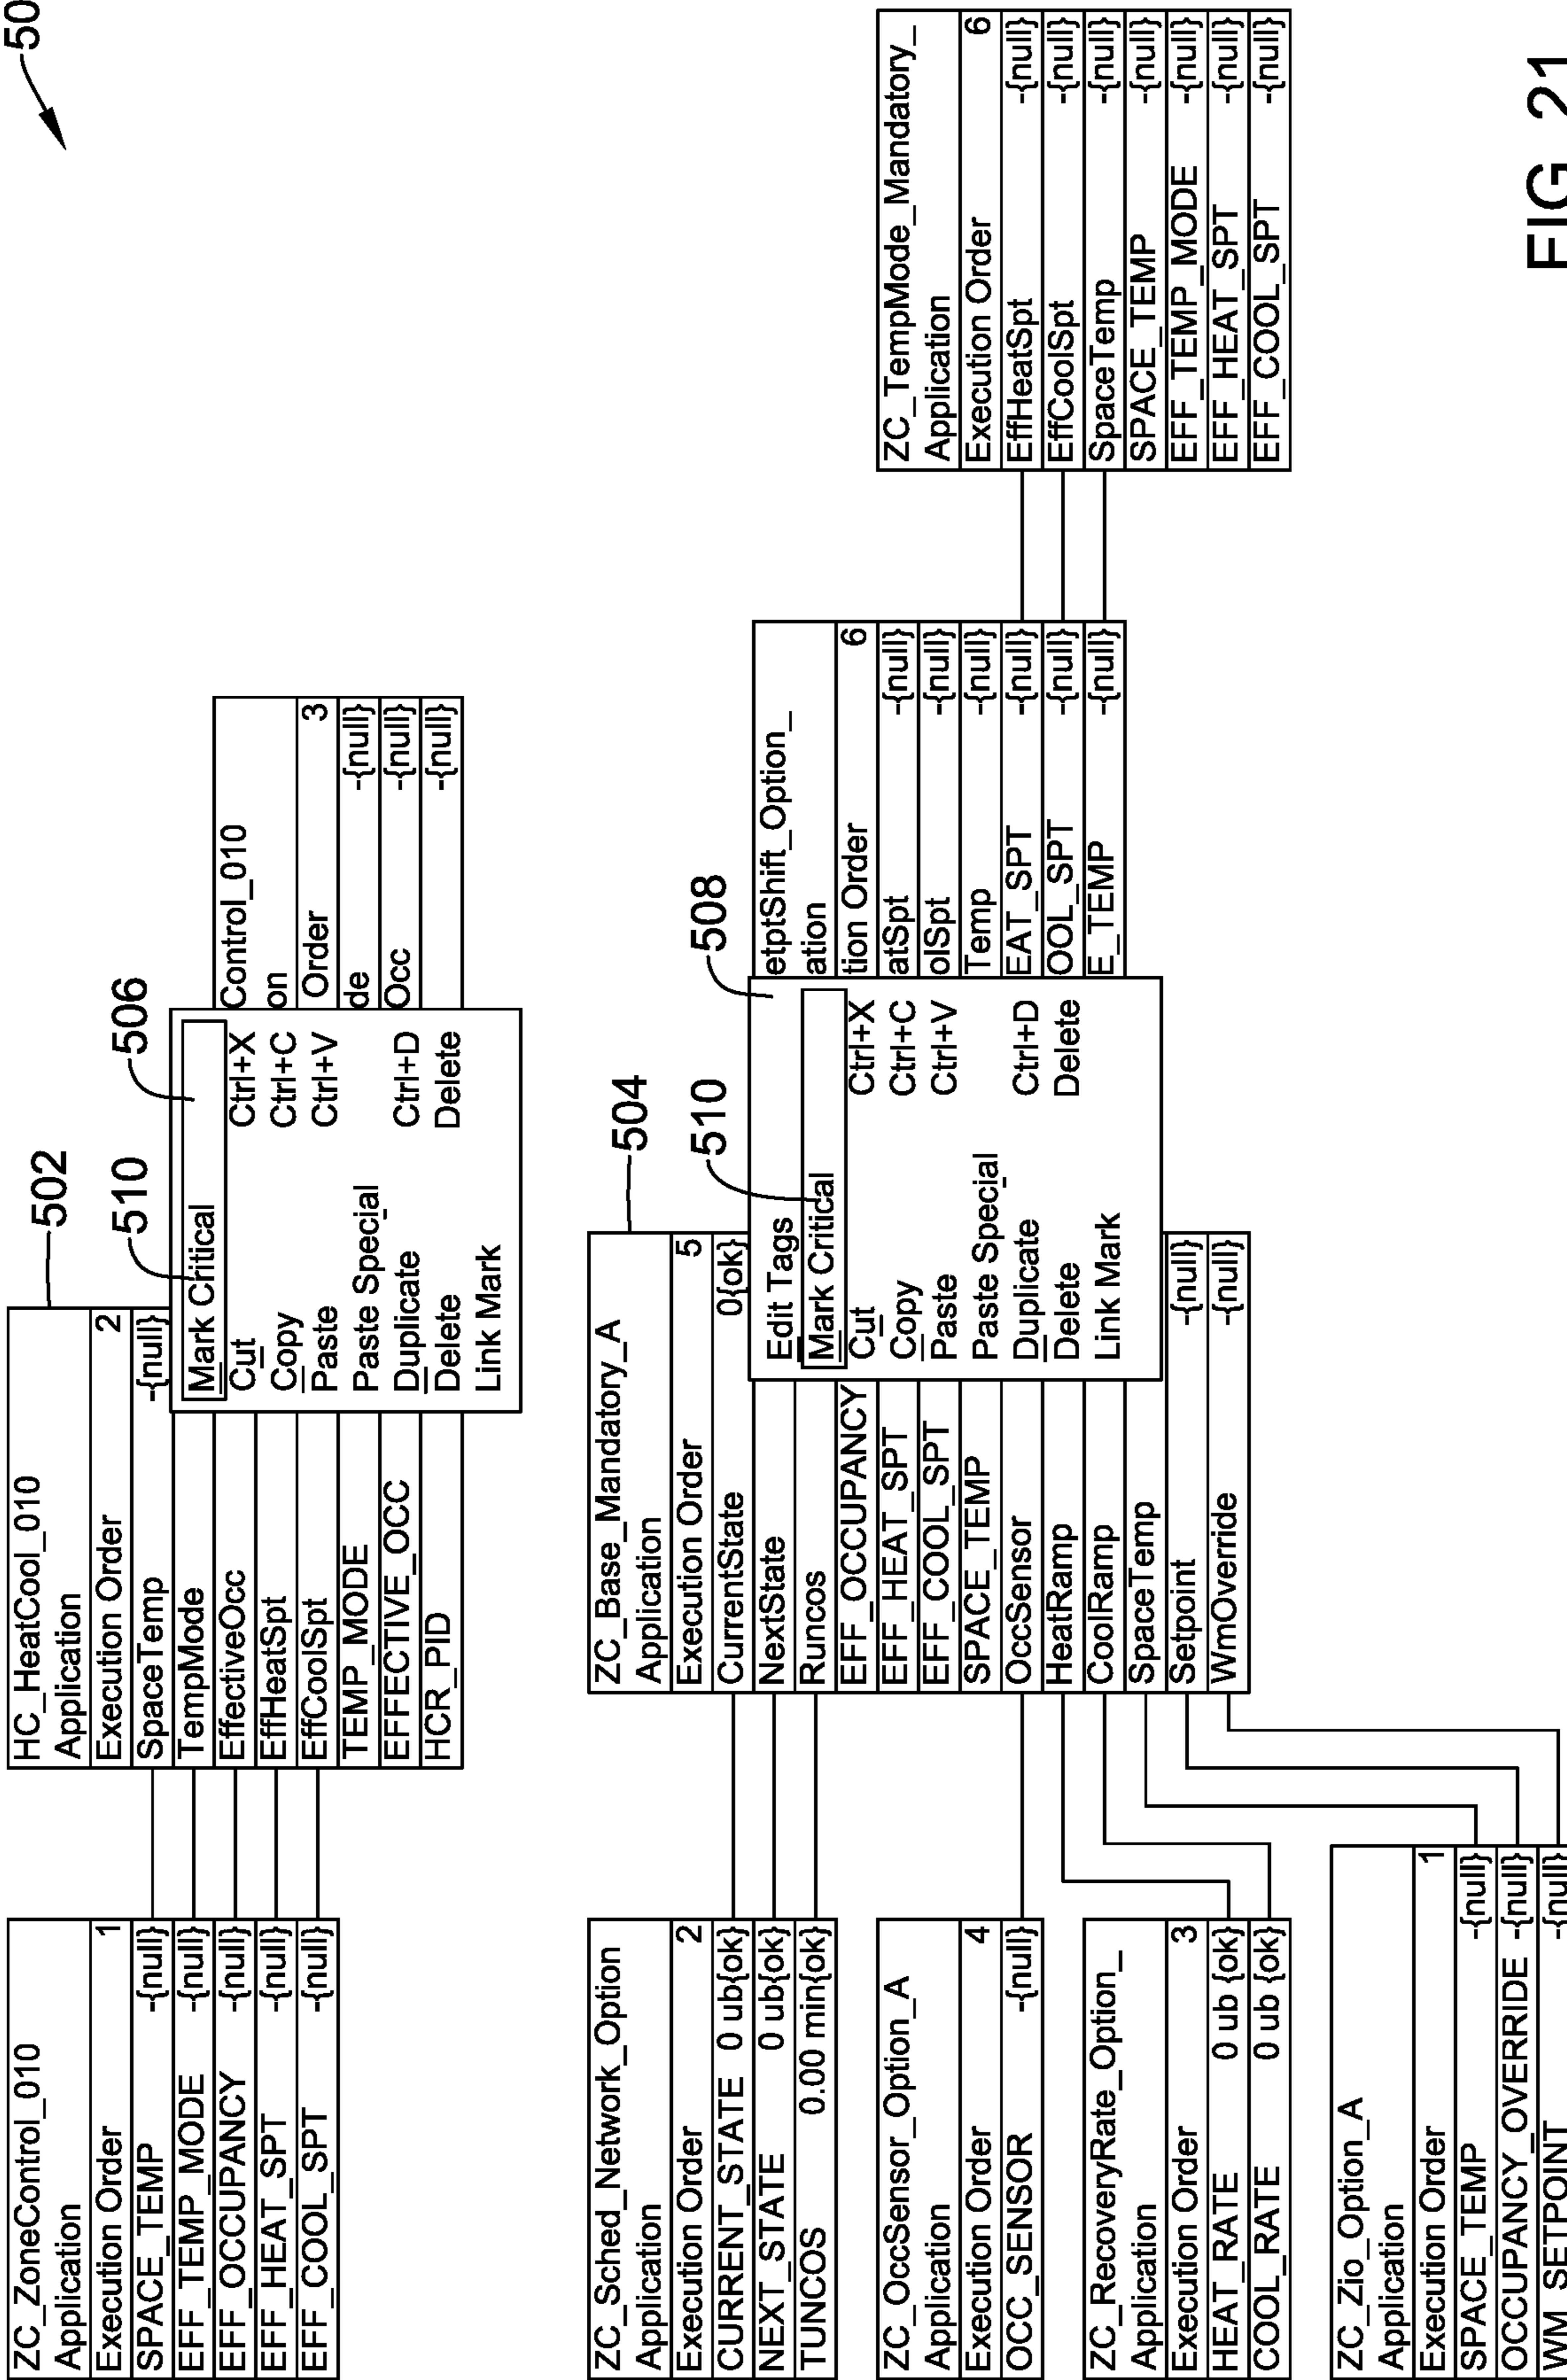 50
ZC_ZoneControl_010
Application
Execution Order 1
SPACE_TEMP -{null}
EFF_TEMP_MODE -{null}
EFF_OCCUPANCY -{null}
EFF_HEAT_SPT -{null}
EFF_COOL_SPT -{null}
HC_HeatCool_010
Application
Execution Order 2
SpaceTemp -{null}
TempMode
EffectiveOcc
EffHeatSpt
EffCoolSpt
TEMP_MODE
EFFECTIVE_OCC
HCR_PID
502
510
506
Mark Critical
Cut Ctrl+X
Copy Ctrl+C
Paste Ctrl+V
Paste Special
Duplicate Ctrl+D
Delete Delete
Link Mark
Control_010
on
Order 3
de -{null}
Occ -{null}
-{null}
ZC_Sched_Network_Option
Application
Execution Order 2
CURRENT_STATE 0 ub{ok}
NEXT_STATE 0 ub{ok}
TUNCOS 0.00 min{ok}
ZC_OccSensor_Option_A
Application
Execution Order 4
OCC_SENSOR -{null}
ZC_RecoveryRate_Option_
Application
Execution Order 3
HEAT_RATE 0 ub {ok}
COOL_RATE 0 ub {ok}
ZC_Zio_Option_A
Application
Execution Order 1
SPACE_TEMP -{null}
OCCUPANCY_OVERRIDE -{null}
WM_SETPOINT -{null}
ZC_Base_Mandatory_A
Application
Execution Order 5
CurrentState 0{ok}
NextState
Runcos
EFF_OCCUPANCY
EFF_HEAT_SPT
EFF_COOL_SPT
SPACE_TEMP
OccSensor
HeatRamp
CoolRamp
SpaceTemp
Setpoint -{null}
WmOverride -{null}
504
510
508
Edit Tags
Mark Critical
Cut Ctrl+X
Copy Ctrl+C
Paste Ctrl+V
Paste Special
Duplicate Ctrl+D
Delete Delete
Link Mark
etptShift_Option_
ation
tion Order 6
atSpt -{null}
olSpt -{null}
Temp -{null}
EAT_SPT -{null}
OOL_SPT -{null}
E_TEMP -{null}
ZC_TempMode_Mandatory_
Application
Execution Order 6
EffHeatSpt -{null}
EffCoolSpt -{null}
SpaceTemp -{null}
SPACE_TEMP -{null}
EFF_TEMP_MODE -{null}
EFF_HEAT_SPT -{null}
EFF_COOL_SPT -{null}
FIG 21